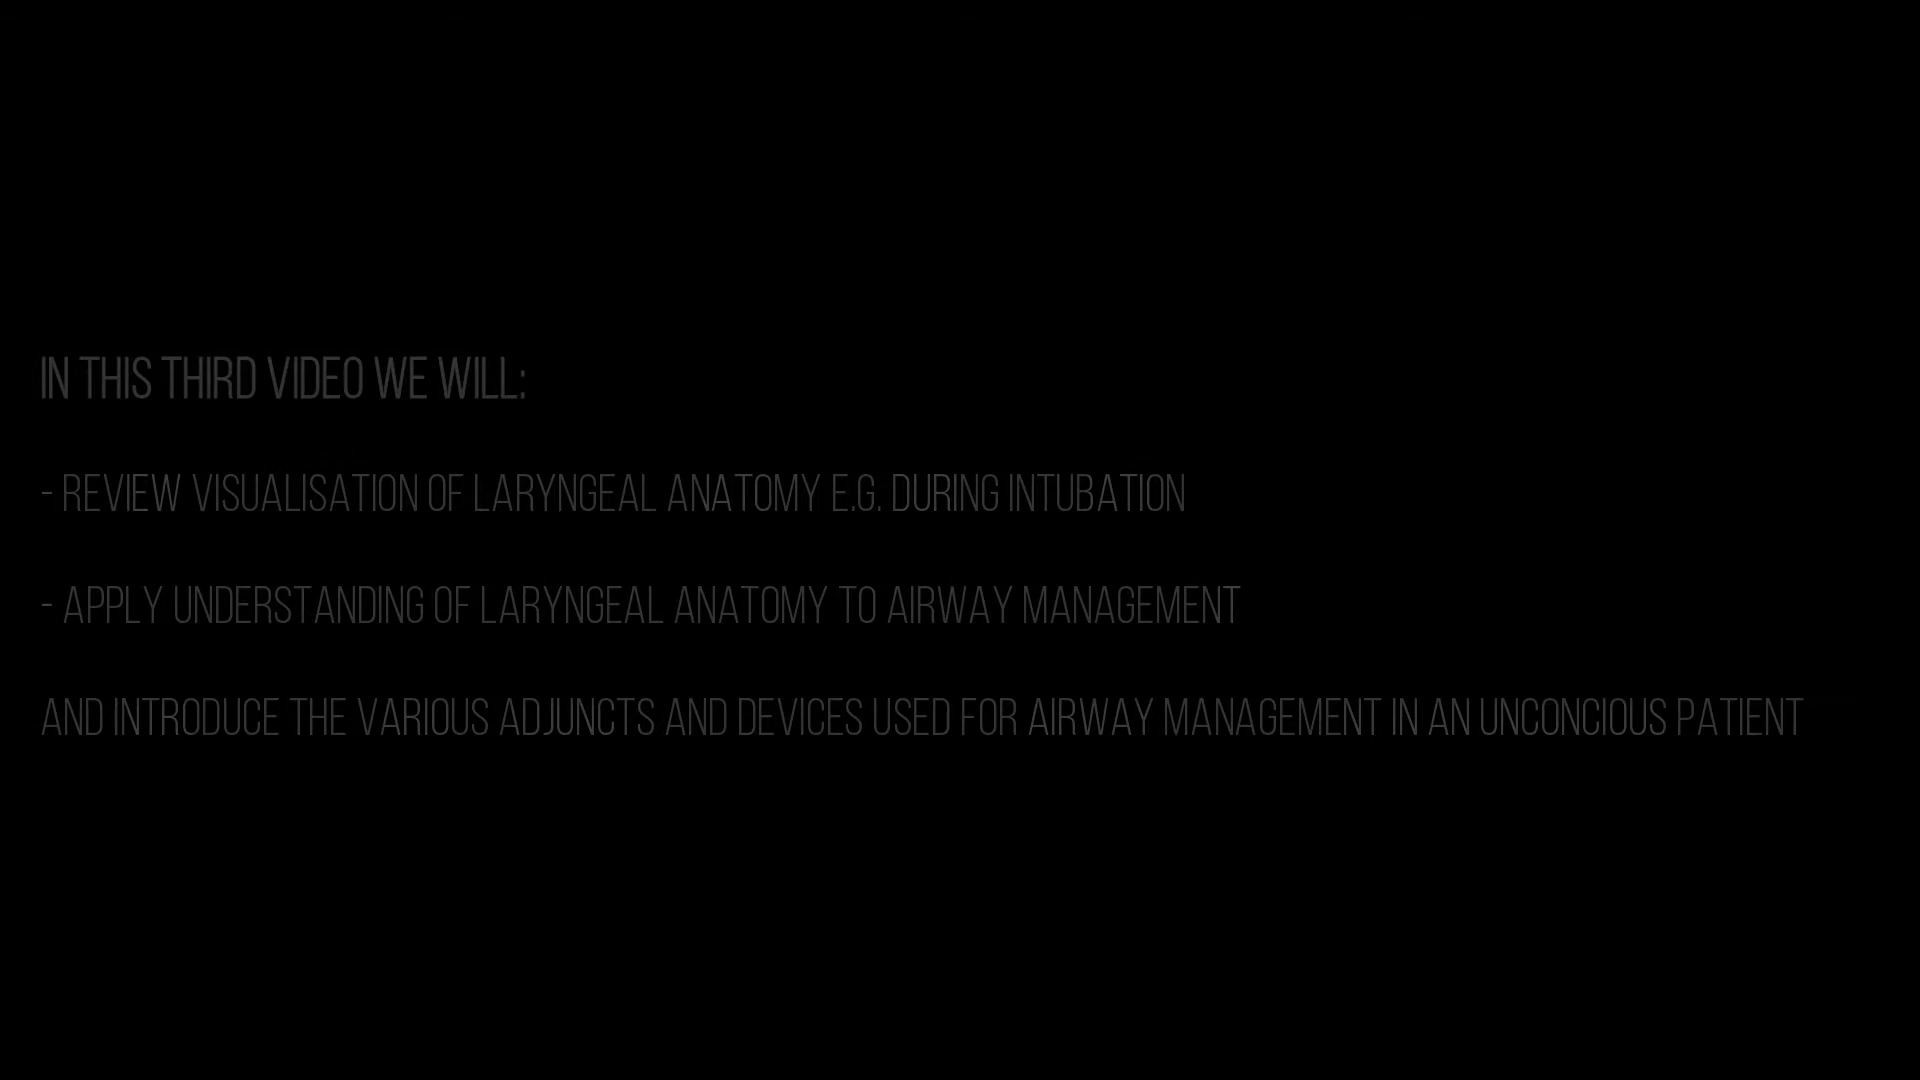 IN THIS THIRD VIDEO WE WILL:
- REVIEW VISUALISATION OF LARYNGEAL ANATOMY E.G. DURING INTUBATION
- APPLY UNDERSTANDING OF LARYNGEAL ANATOMY TO AIRWAY MANAGEMENT
AND INTRODUCE THE VARIOUS ADJUNCTS AND DEVICES USED FOR AIRWAY MANAGEMENT IN AN UNCONCIOUS PATIENT